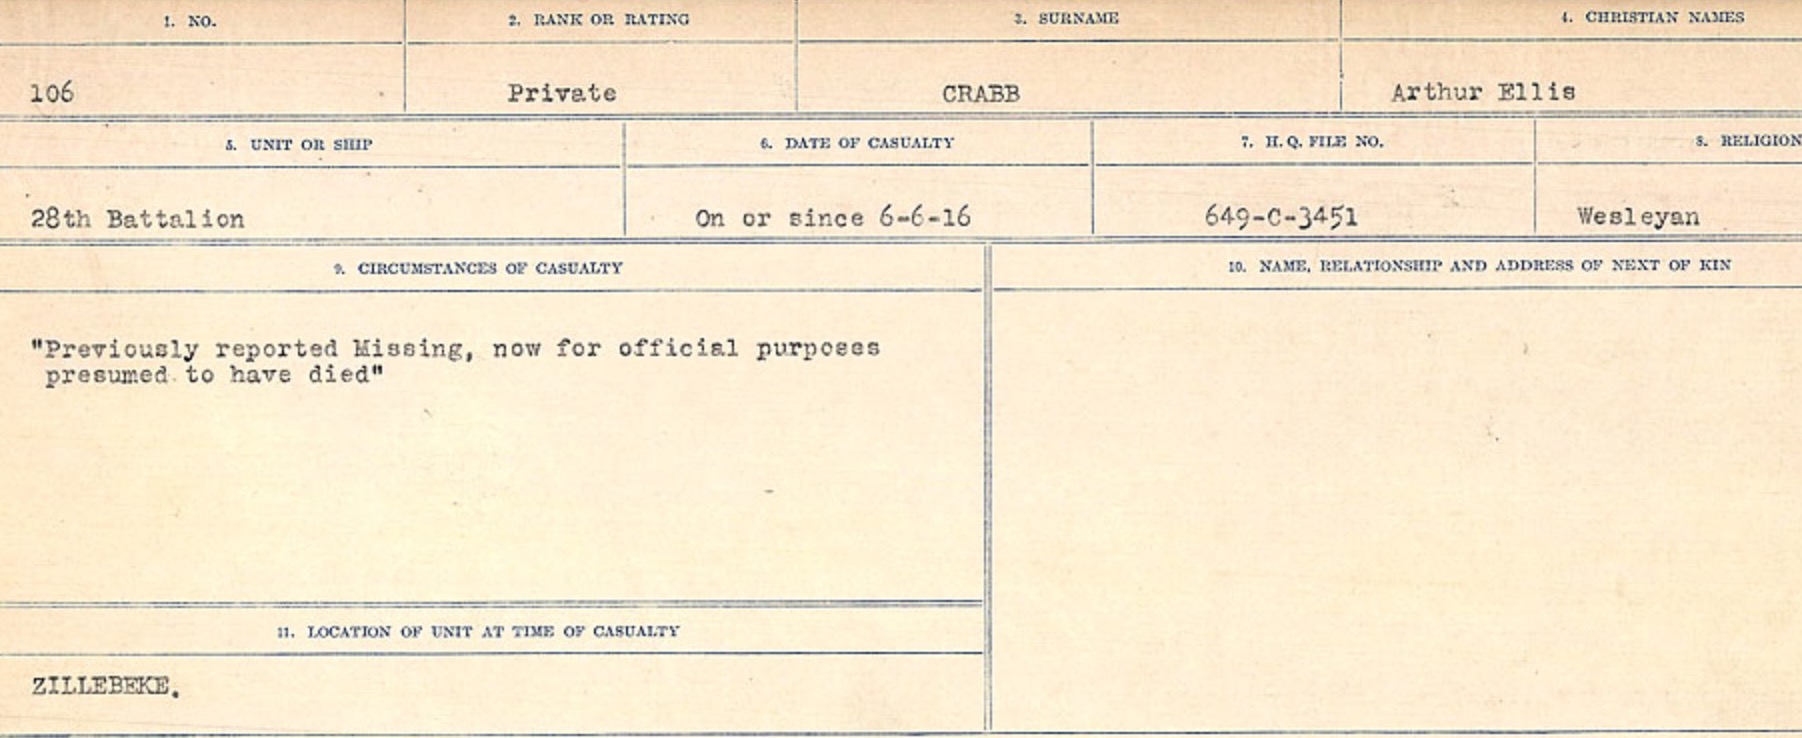 1. NO. 2. RANK OR RATING 3. SURNAME 4. CHRISTIAN NAMES
106 Private CRABB Arthur Ellis
5. UNIT OR SHIP 6. DATE OF CASUALTY 7. H. Q. FILE NO. 8. RELIGION
28th Battalion On or since 6-6-16 649-C-3451 Wesleyan
9. CIRCUMSTANCES OF CASUALTY
"Previously reported Missing, now for official purposes
presumed to have died"
10. NAME, RELATIONSHIP AND ADDRESS OF NEXT OF KIN
11. LOCATION OF UNIT AT TIME OF CASUALTY
ZILLEBEKE.